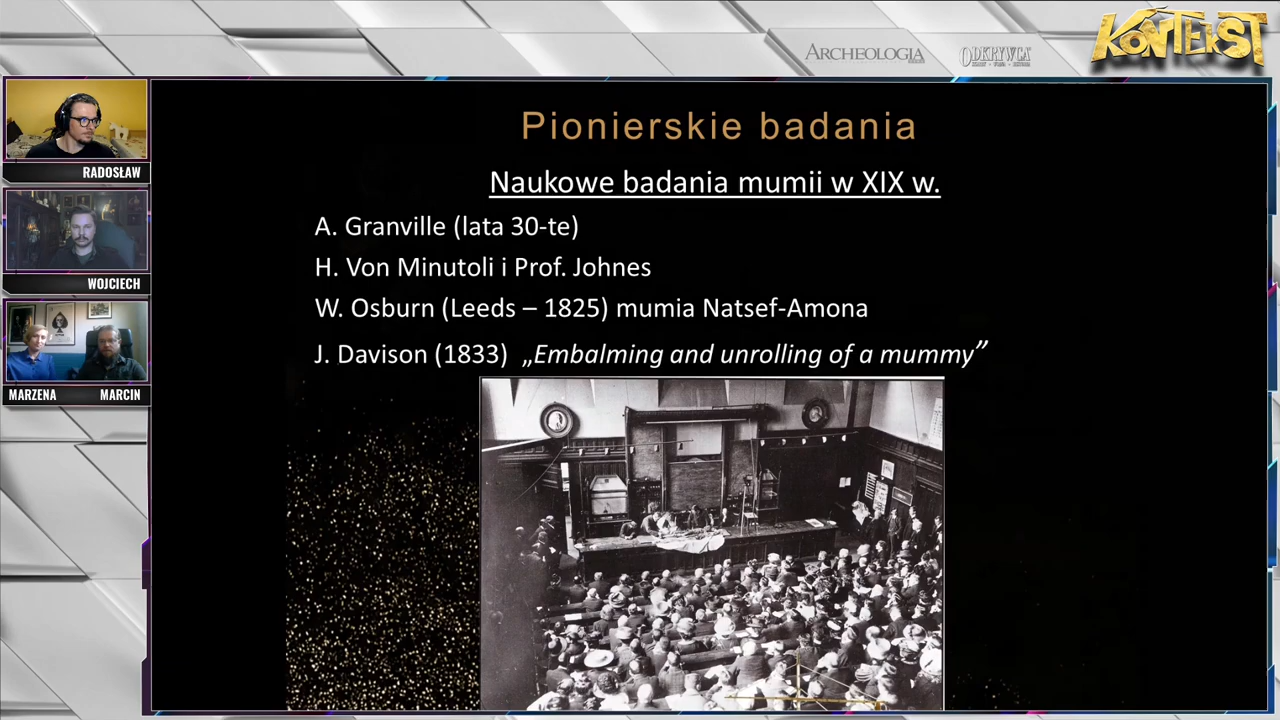 KONTEKST
ARCHEOLOGIA
ODKRYWCA
RADOSŁAW
WOJCIECH
MARZENA MARCIN
Pionierskie badania
Naukowe badania mumii w XIX w.
A. Granville (lata 30-te)
H. Von Minutoli i Prof. Johnes
W. Osburn (Leeds – 1825) mumia Natsef-Amona
J. Davison (1833) „Embalming and unrolling of a mummy”